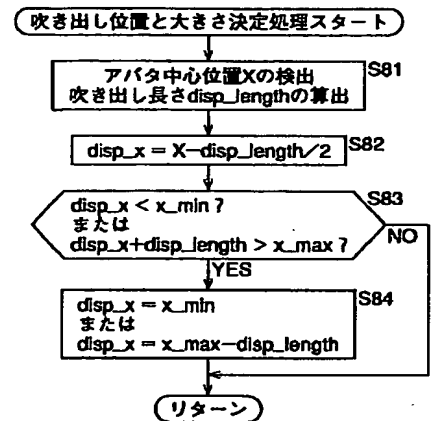 吹き出し位置と大きさ決定処理スタート
アバタ中心位置Xの検出
吹き出し長さdisp_lengthの算出
S81
disp_x = X−disp_length/2
S82
disp_x < x_min ?
または
disp_x+disp_length > x_max ?
S83
NO
YES
disp_x = x_min
または
disp_x = x_max−disp_length
S84
リターン